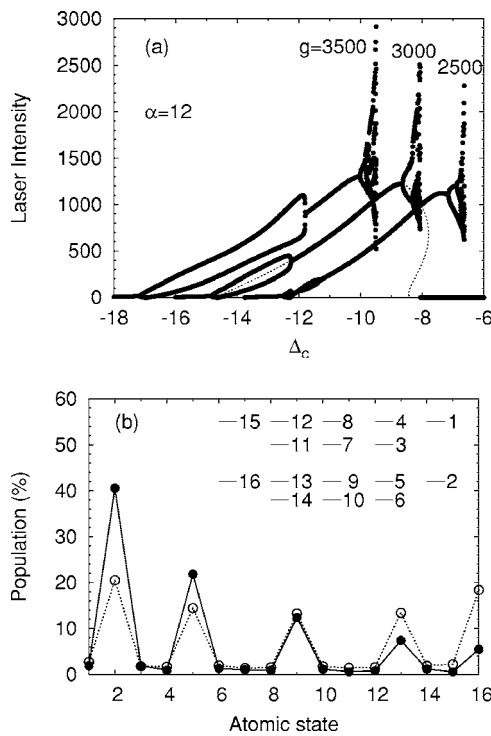 3000
(a)
g=3500
3000
2500
2500
2000
α=12
1500
1000
500
0
Laser Intensity
-18
-16
-14
-12
-10
-8
-6
Δc
60
(b)
—15 —12 —8 —4 —1
—11 —7 —3
50
—16 —13 —9 —5 —2
—14 —10 —6
40
30
20
10
0
Population (%)
2
4
6
8
10
12
14
16
Atomic state